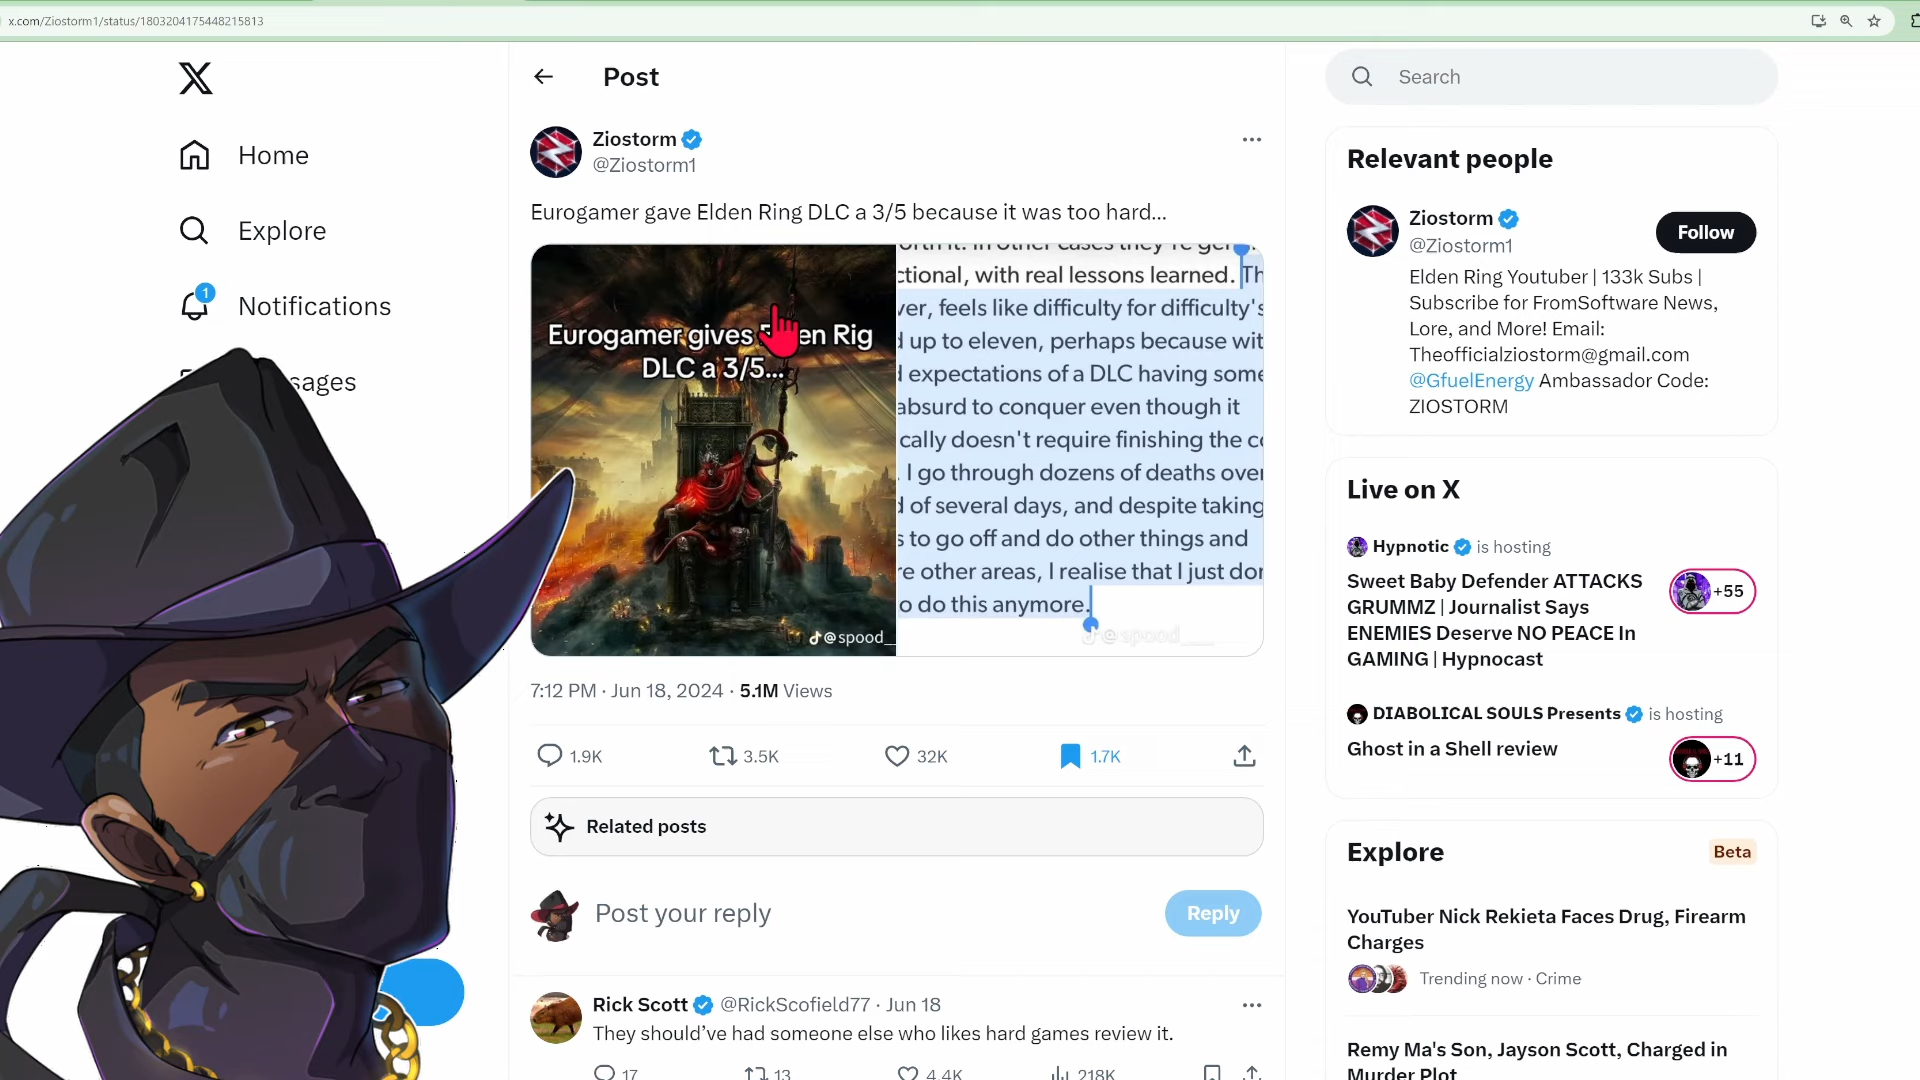 x.com/Ziostorm1/status/1803204175448215813
Home
Explore
1
Notifications
sages
Post
Ziostorm
@Ziostorm1
Eurogamer gave Elden Ring DLC a 3/5 because it was too hard...
Eurogamer gives
en Rig
DLC a 3/5...
@spood_
ctional, with real lessons learned. Th
ver, feels like difficulty for difficulty's
d up to eleven, perhaps because wit
d expectations of a DLC having some
absurd to conquer even though it
cally doesn't require finishing the co
. I go through dozens of deaths over
d of several days, and despite taking
s to go off and do other things and
re other areas, I realise that I just don
o do this anymore.
@spood___
7:12 PM · Jun 18, 2024 · 5.1M Views
1.9K
3.5K
32K
1.7K
Related posts
Post your reply
Reply
Rick Scott @RickScofield77 · Jun 18
They should've had someone else who likes hard games review it.
17
13
4.4K
218K
Search
Relevant people
Ziostorm
@Ziostorm1
Follow
Elden Ring Youtuber | 133k Subs |
Subscribe for FromSoftware News,
Lore, and More! Email:
Theofficialziostorm@gmail.com
@GfuelEnergy Ambassador Code:
ZIOSTORM
Live on X
Hypnotic is hosting
Sweet Baby Defender ATTACKS
GRUMMZ | Journalist Says
ENEMIES Deserve NO PEACE In
GAMING | Hypnocast
+55
DIABOLICAL SOULS Presents is hosting
Ghost in a Shell review
+11
Explore
Beta
YouTuber Nick Rekieta Faces Drug, Firearm
Charges
Trending now · Crime
Remy Ma's Son, Jayson Scott, Charged in
Murder Plot